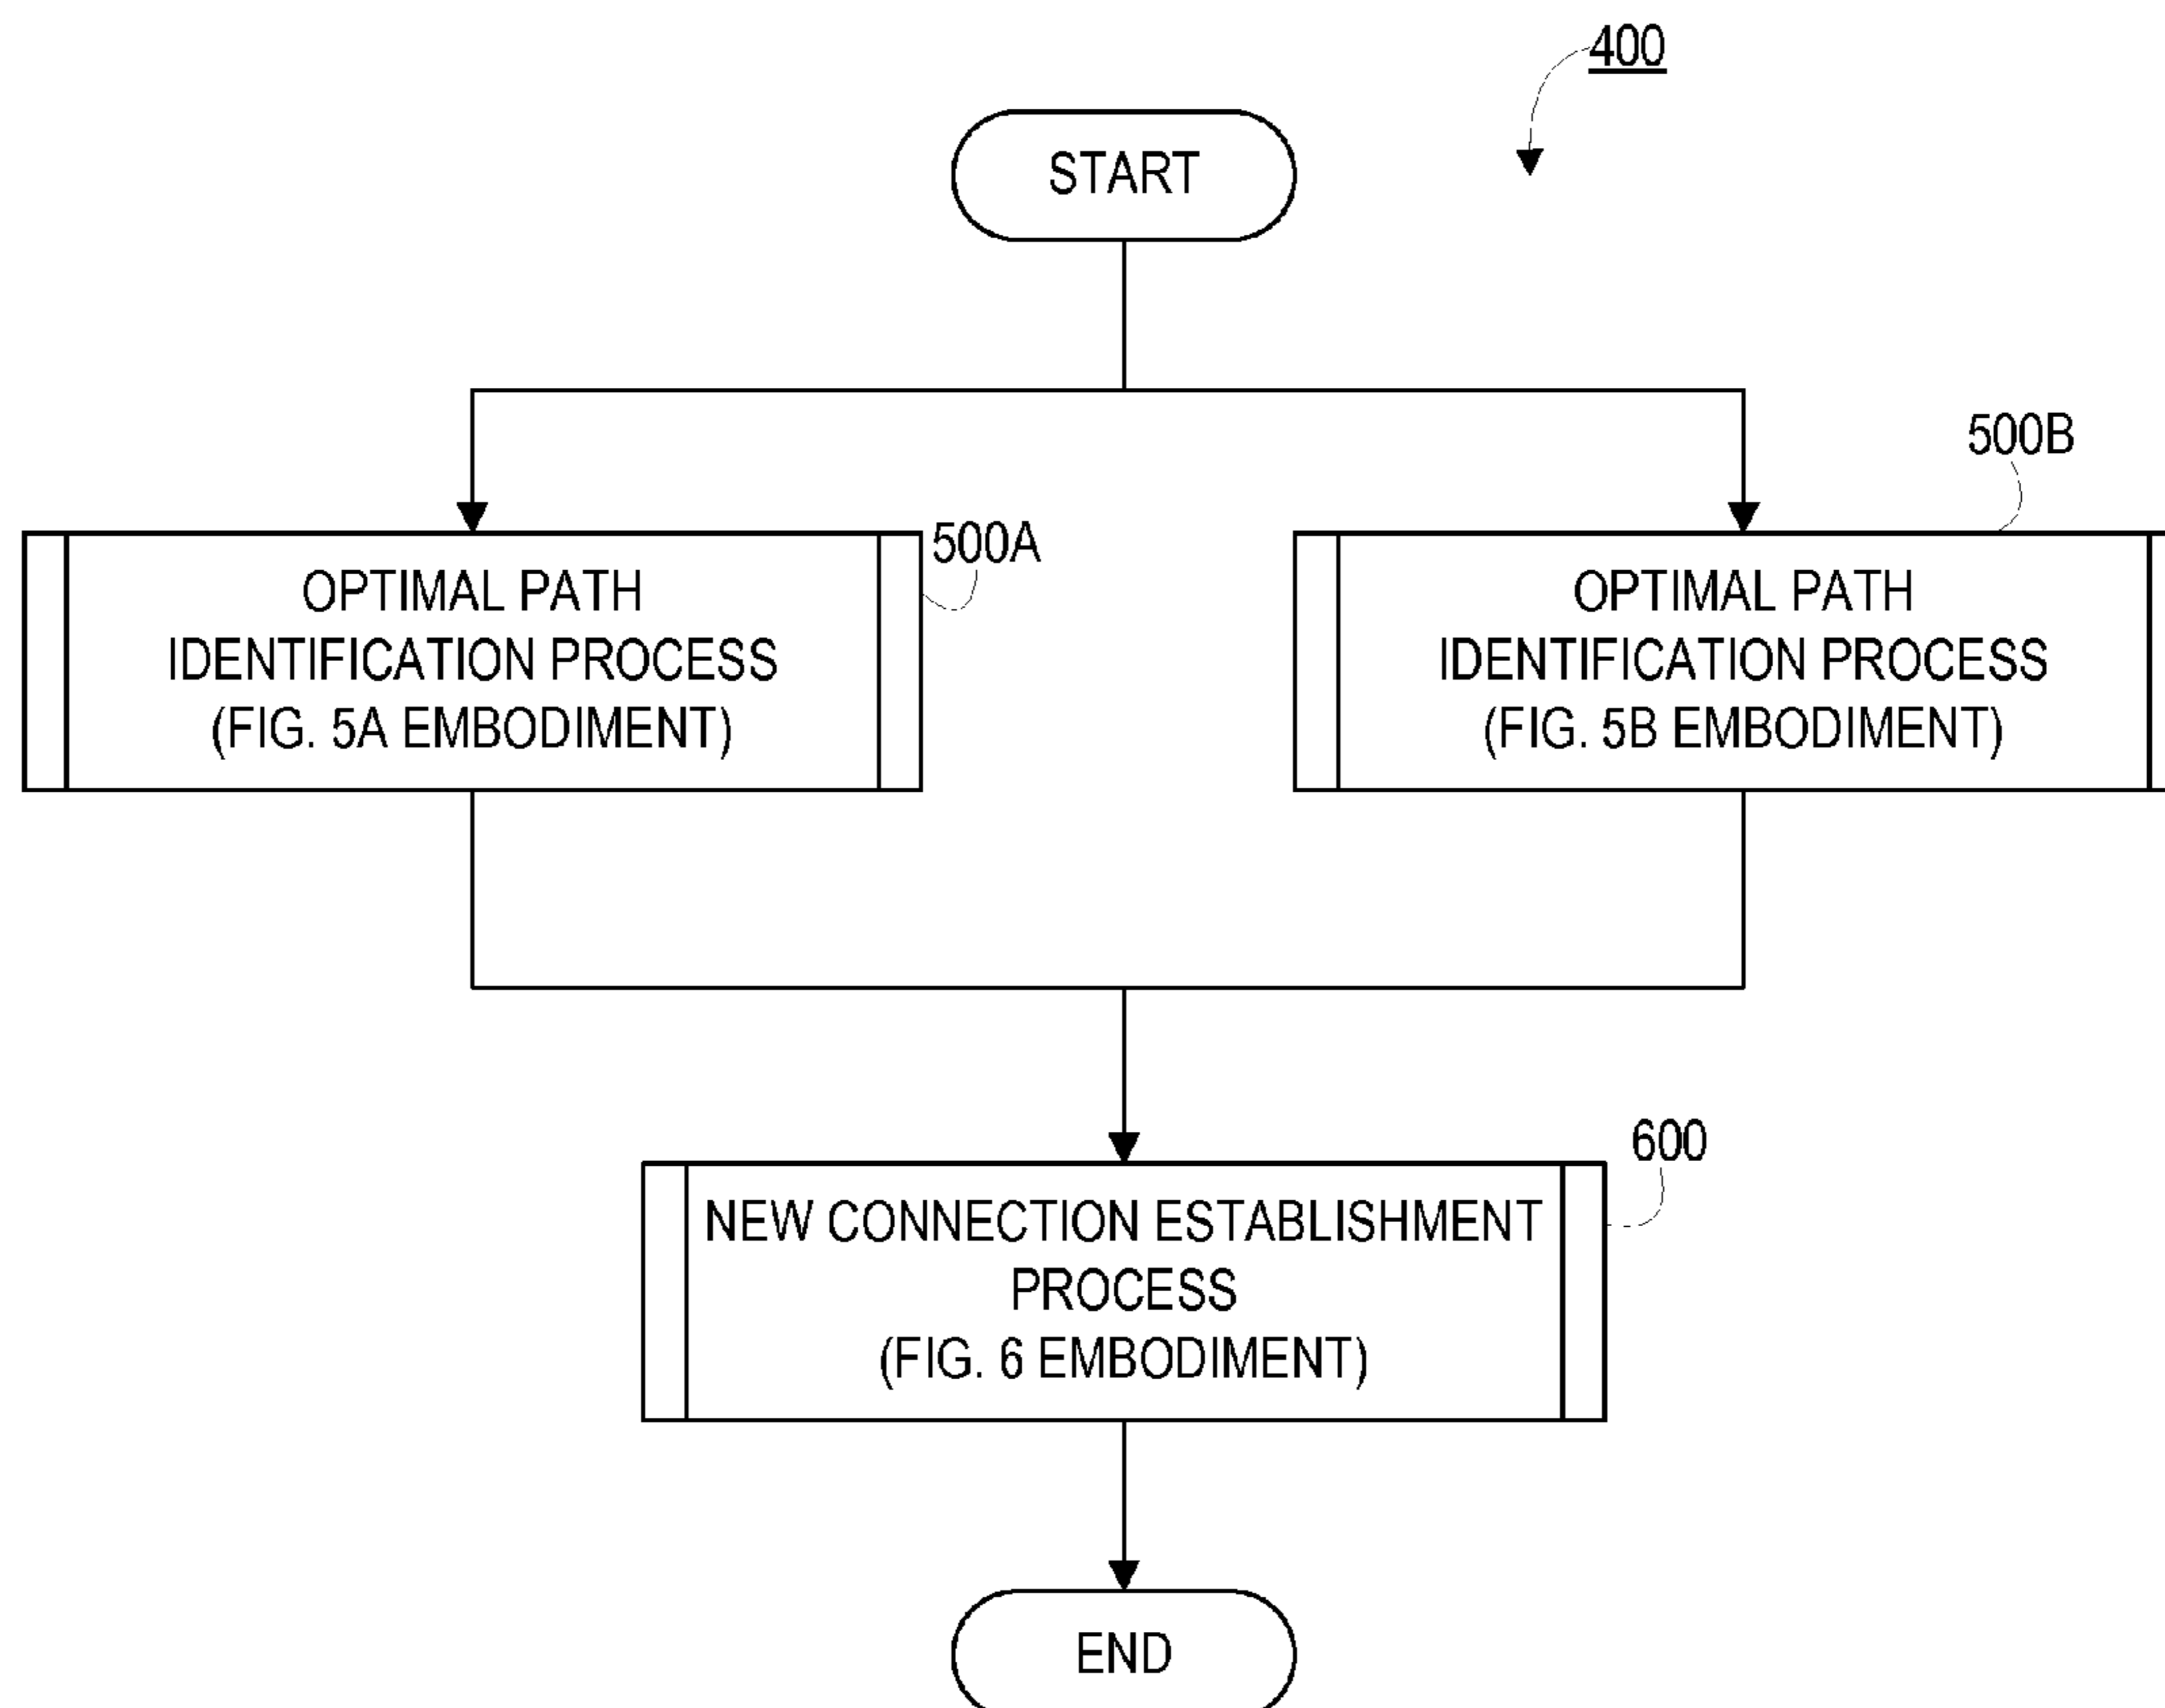 400
START
500B
500A
OPTIMAL PATH
IDENTIFICATION PROCESS
(FIG. 5A EMBODIMENT)
OPTIMAL PATH
IDENTIFICATION PROCESS
(FIG. 5B EMBODIMENT)
600
NEW CONNECTION ESTABLISHMENT
PROCESS
(FIG. 6 EMBODIMENT)
END